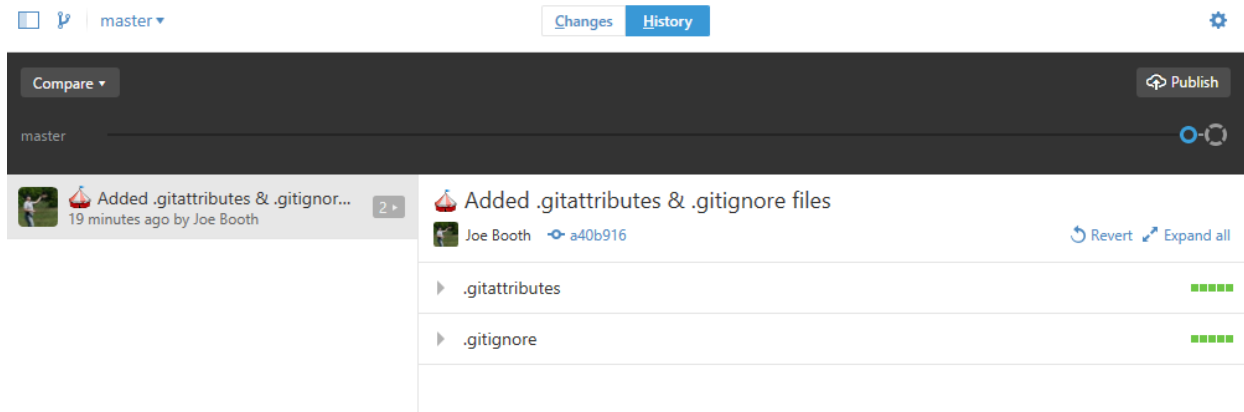 master
Changes History
Compare
Publish
master
Added .gitattributes & .gitignor...
19 minutes ago by Joe Booth
2
Added .gitattributes & .gitignore files
Joe Booth a40b916
Revert Expand all
.gitattributes
.gitignore